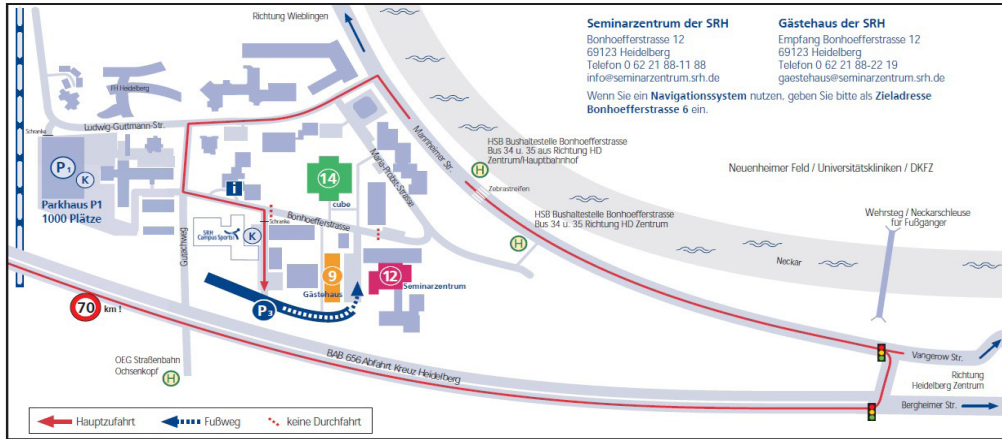 Richtung Wieblingen
Seminarzentrum der SRH
Bonhoefferstrasse 12
69123 Heidelberg
Telefon 0 62 21 88-11 88
info@seminarzentrum.srh.de
Gästehaus der SRH
Empfang Bonhoefferstrasse 12
69123 Heidelberg
Telefon 0 62 21 88-22 19
gaestehaus@seminarzentrum.srh.de
Wenn Sie ein Navigationssystem nutzen, geben Sie bitte als Zieladresse
Bonhoefferstrasse 6 ein.
FH Heidelberg
Schranke
Ludwig-Guttmann-Str.
P1
K
Parkhaus P1
1000 Plätze
i
14
cube
Maria-Probst-Strasse
Mannheimer Str.
HSB Bushaltestelle Bonhoefferstrasse
Bus 34 u. 35 aus Richtung HD
Zentrum/Hauptbahnhof
H
Zebrastreifen
Neuenheimer Feld / Universitätskliniken / DKFZ
Gutachweg
SRH
Campus Sports
K
Schranke
Bonhoefferstrasse
HSB Bushaltestelle Bonhoefferstrasse
Bus 34 u. 35 Richtung HD Zentrum
H
Wehrsteg / Neckarschleuse
für Fußgänger
Neckar
9
Gästehaus
12
Seminarzentrum
P3
70 km !
BAB 656 Abfahrt Kreuz Heidelberg
OEG Straßenbahn
Ochsenkopf
H
Vangerow Str.
Richtung
Heidelberg Zentrum
Bergheimer Str.
Hauptzufahrt
Fußweg
keine Durchfahrt